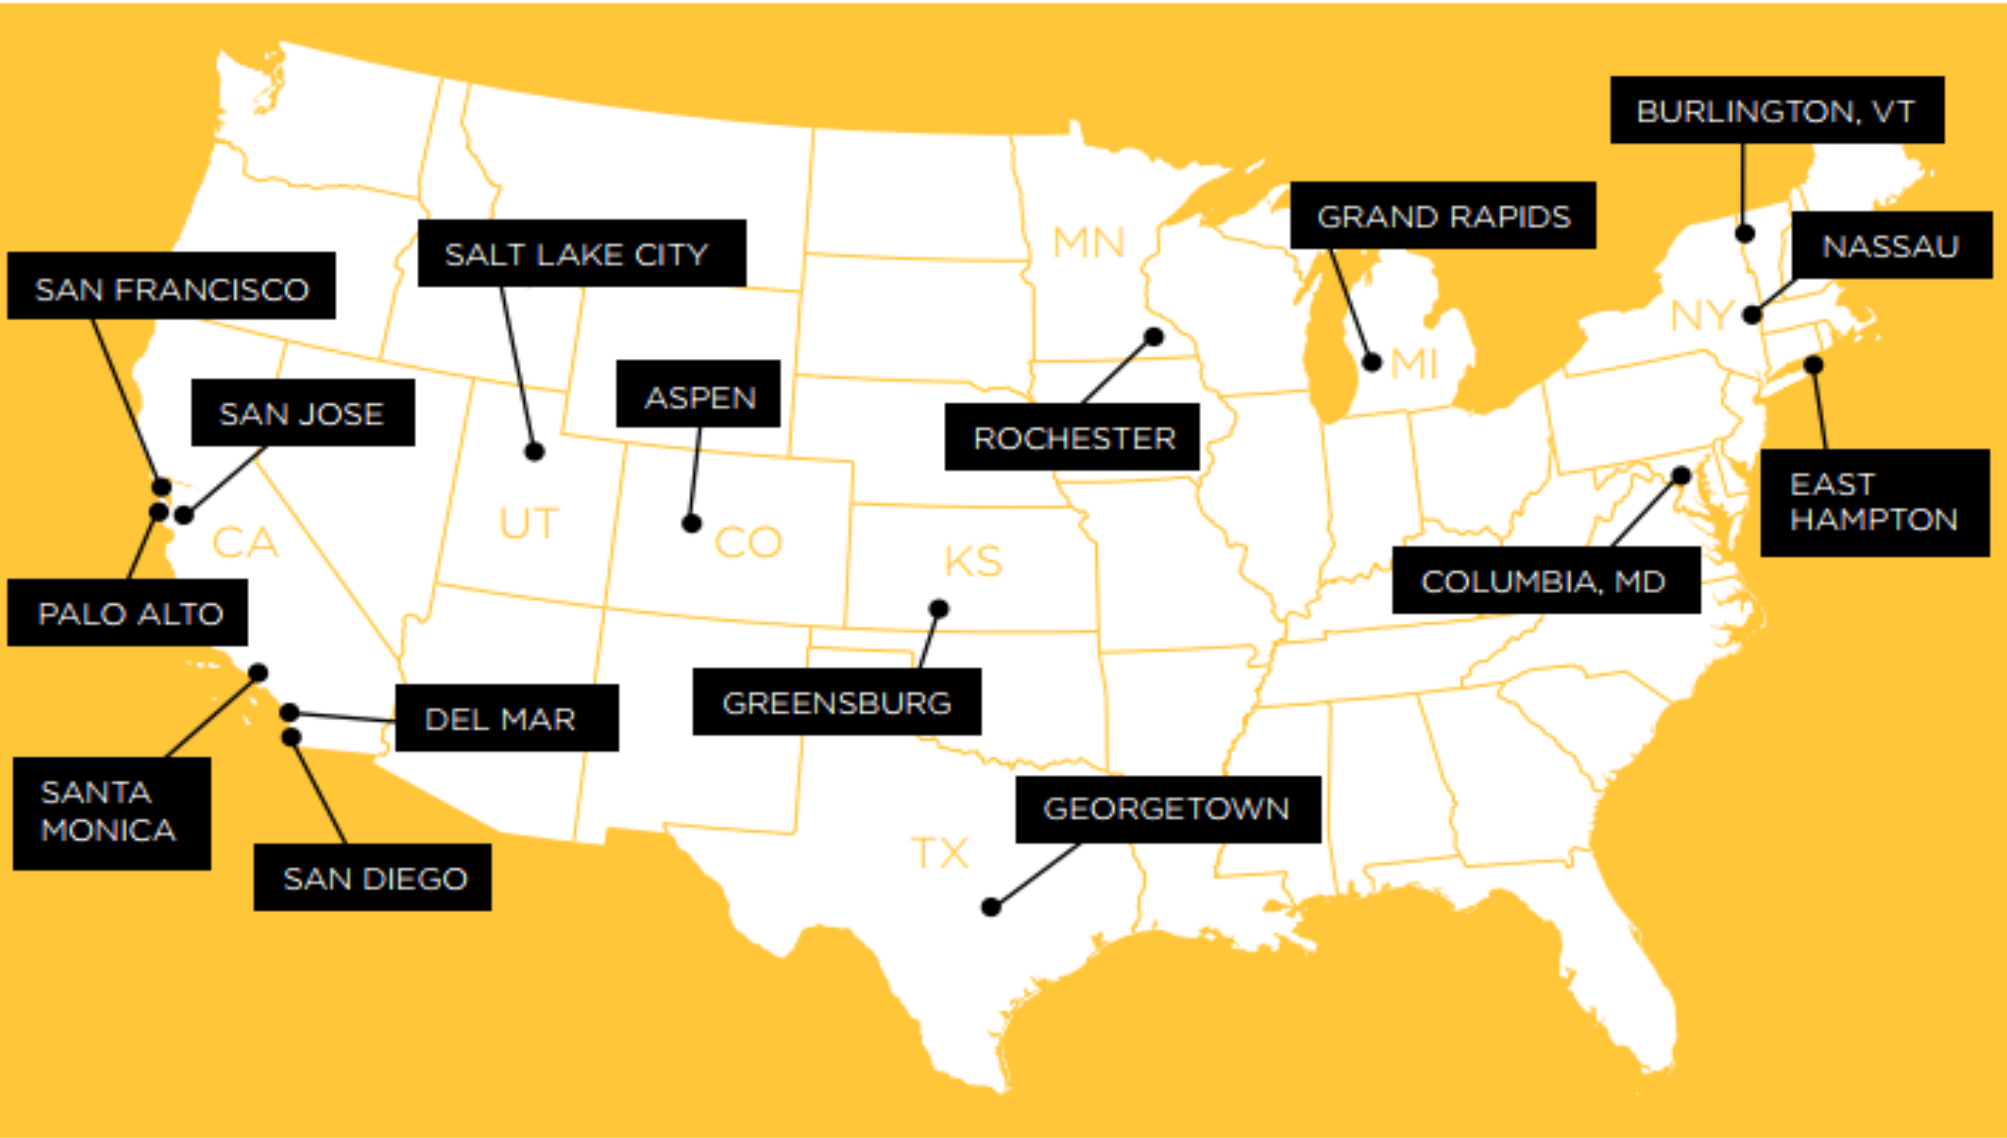 BURLINGTON, VT
GRAND RAPIDS
NASSAU
MN
SALT LAKE CITY
SAN FRANCISCO
NY
MI
ASPEN
SAN JOSE
ROCHESTER
EAST
HAMPTON
UT
CO
CA
KS
COLUMBIA, MD
PALO ALTO
GREENSBURG
DEL MAR
SANTA
MONICA
GEORGETOWN
TX
SAN DIEGO